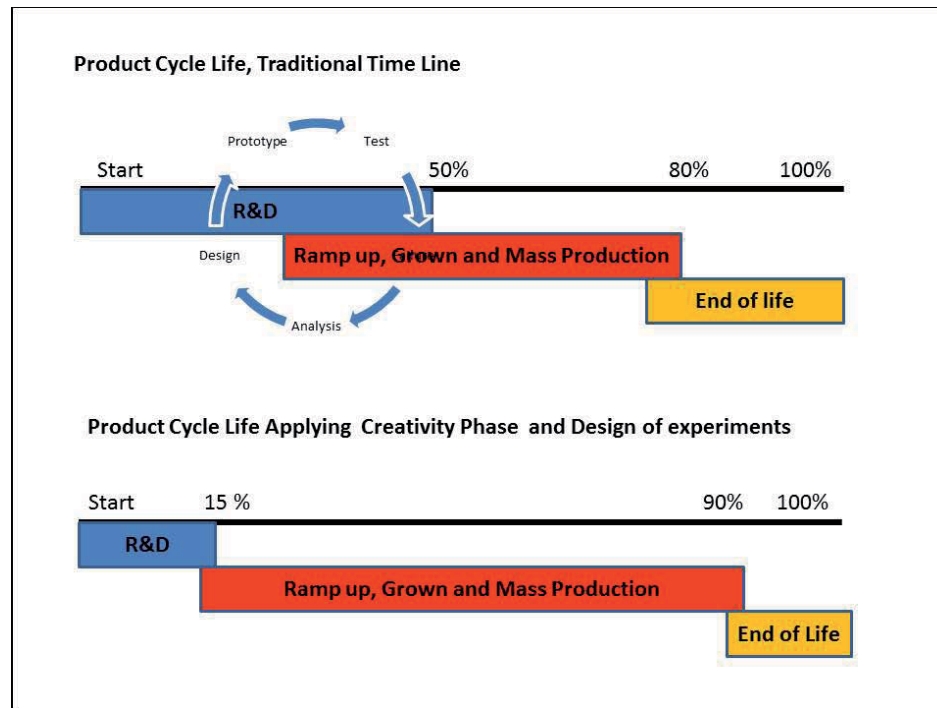 Product Cycle Life, Traditional Time Line
Prototype
Test
Start
50%
80%
100%
R&D
Design
Ramp up, Grown and Mass Production
End of life
Analysis
Product Cycle Life Applying Creativity Phase and Design of experiments
Start
15 %
90%
100%
R&D
Ramp up, Grown and Mass Production
End of Life